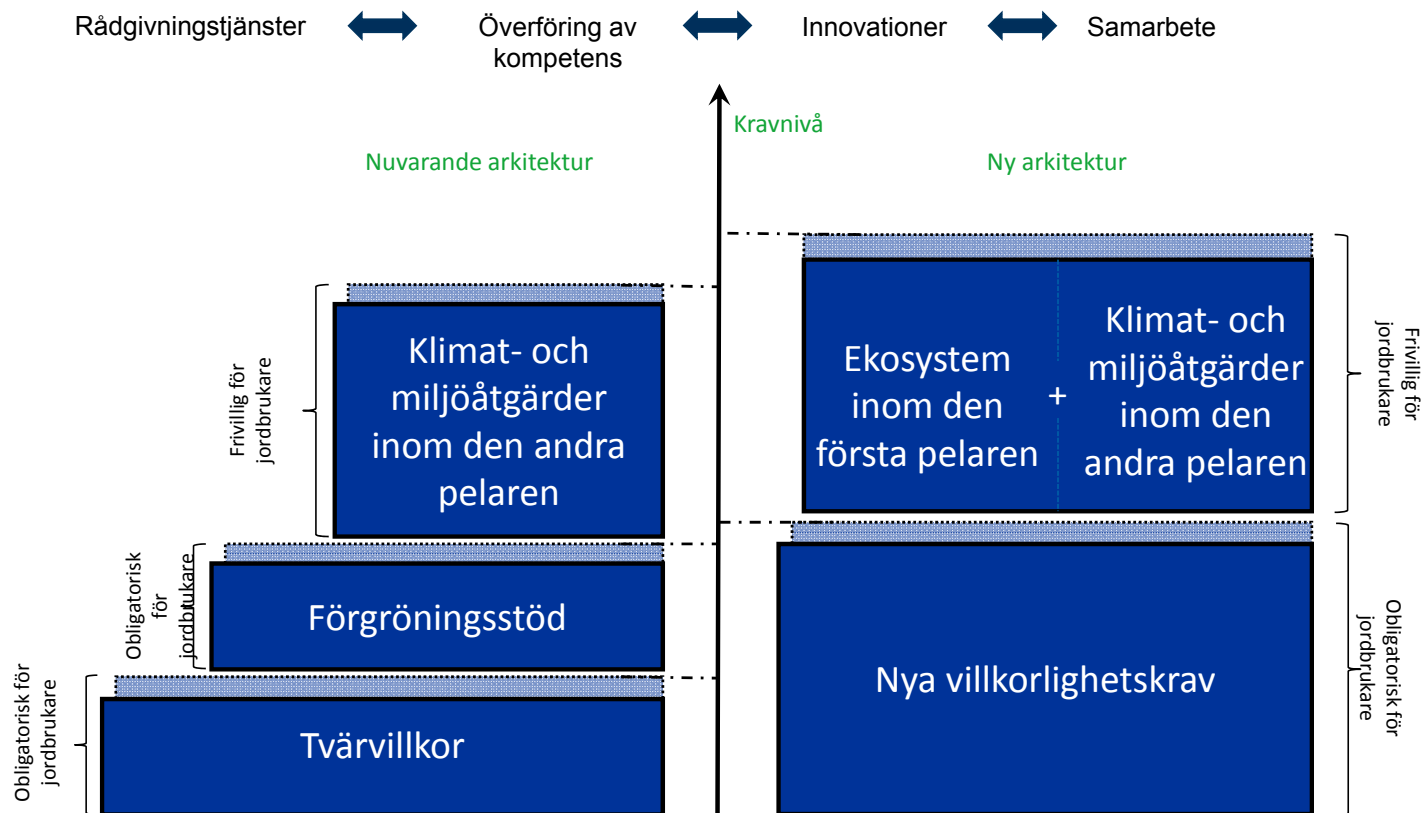 Rådgivningstjänster
Överföring av
kompetens
Innovationer
Samarbete
Kravnivå
Nuvarande arkitektur
Ny arkitektur
Frivillig för
jordbrukare
Klimat- och
miljöåtgärder
inom den andra
pelaren
Obligatorisk
för
jordbrukare
Förgröningsstöd
Obligatorisk för
jordbrukare
Tvärvillkor
Ekosystem
inom den
första pelaren
+
Klimat- och
miljöåtgärder
inom den
andra pelaren
Frivillig för
jordbrukare
Nya villkorlighetskrav
Obligatorisk för
jordbrukare